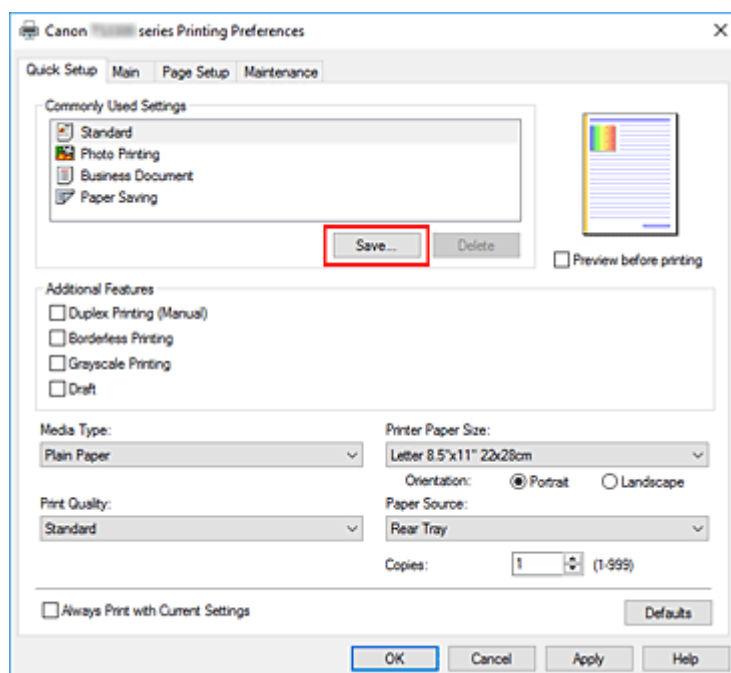 Canon series Printing Preferences
Quick Setup Main Page Setup Maintenance
Commonly Used Settings
Standard
Photo Printing
Business Document
Paper Saving
Save... Delete
Preview before printing
Additional Features
Duplex Printing (Manual)
Borderless Printing
Grayscale Printing
Draft
Media Type: Printer Paper Size:
Plain Paper Letter 8.5"x11" 22x28cm
Orientation: Portrait Landscape
Print Quality: Paper Source:
Standard Rear Tray
Copies: 1 (1-999)
Always Print with Current Settings Defaults
OK Cancel Apply Help